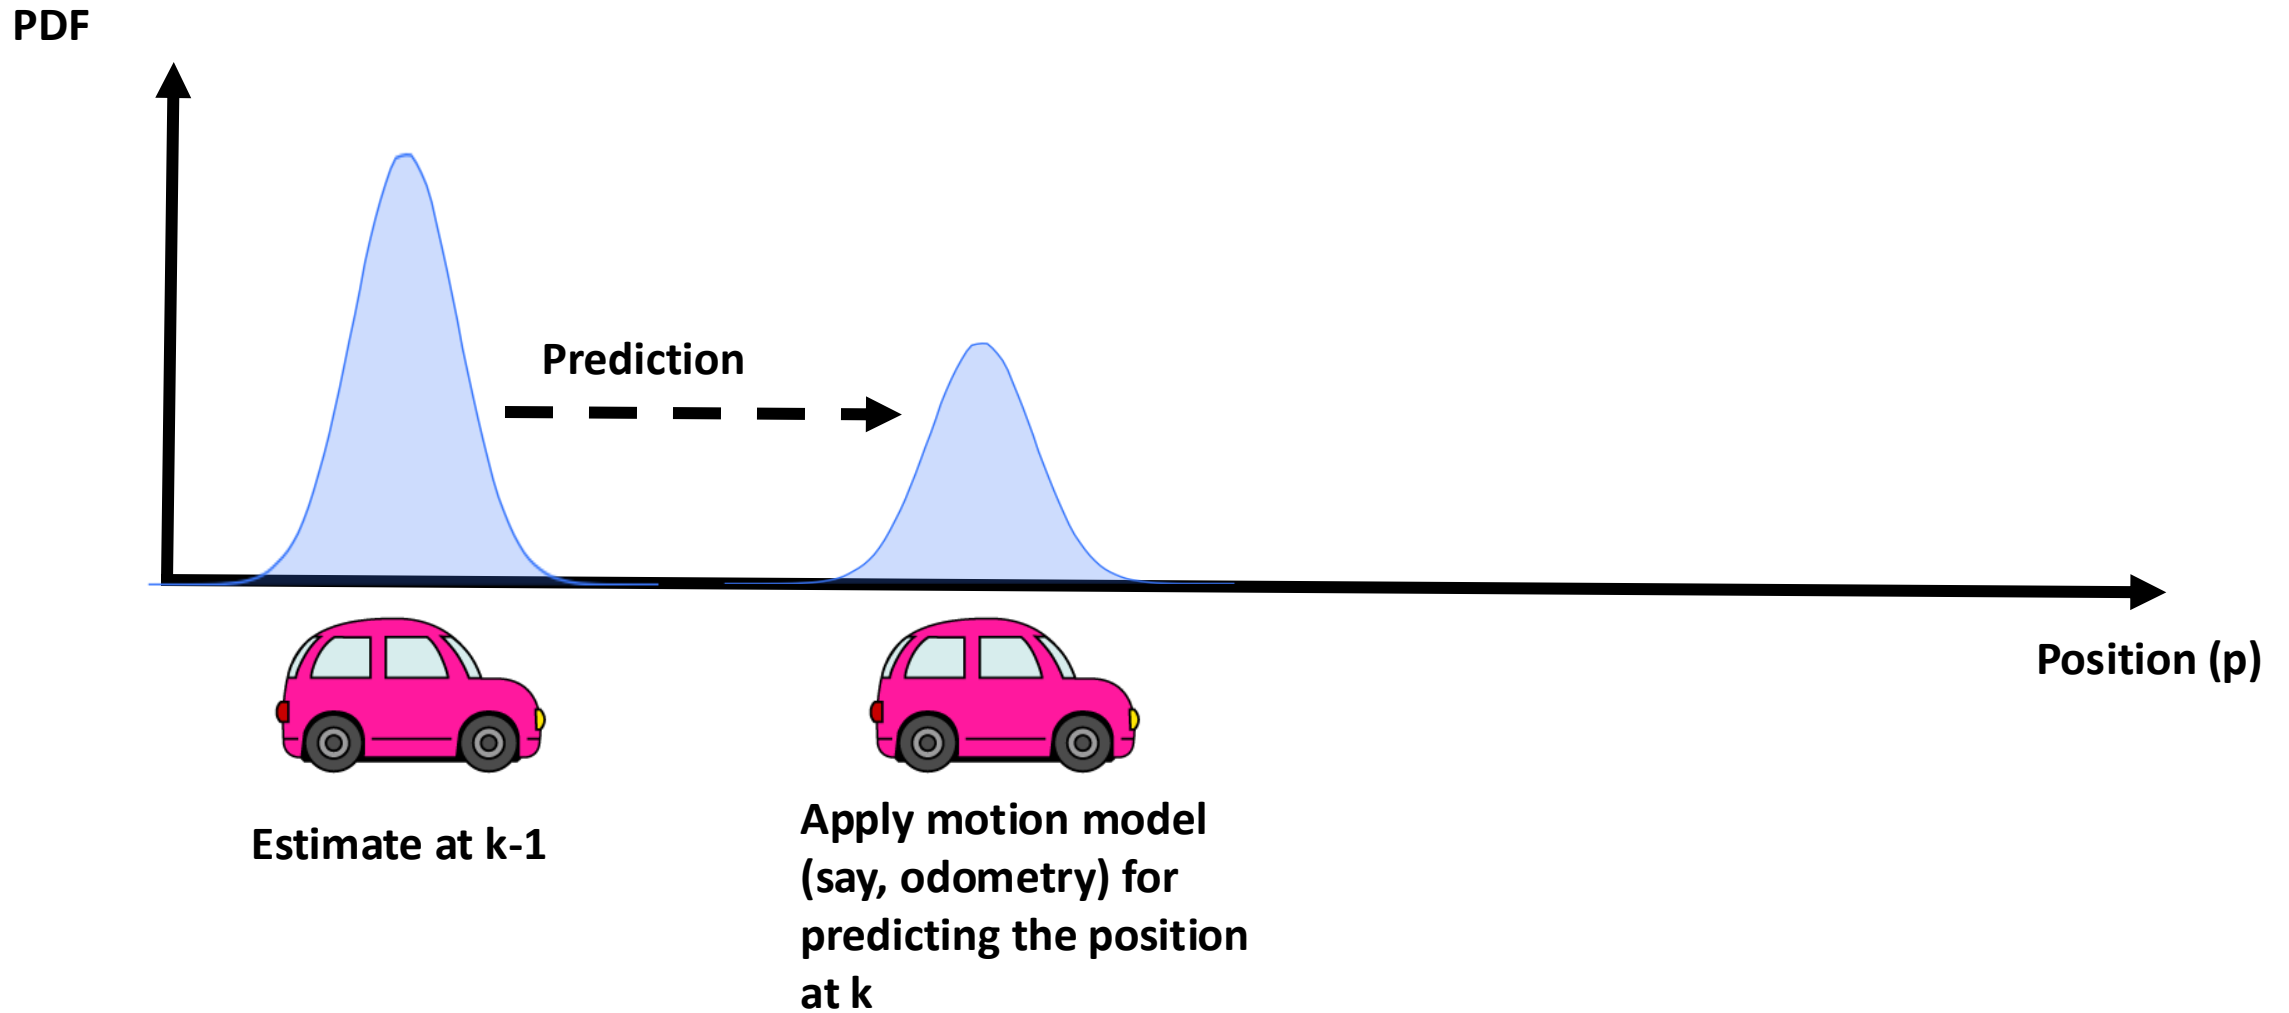 PDF
Prediction
Position (p)
Estimate at k-1
Apply motion model
(say, odometry) for
predicting the position
at k